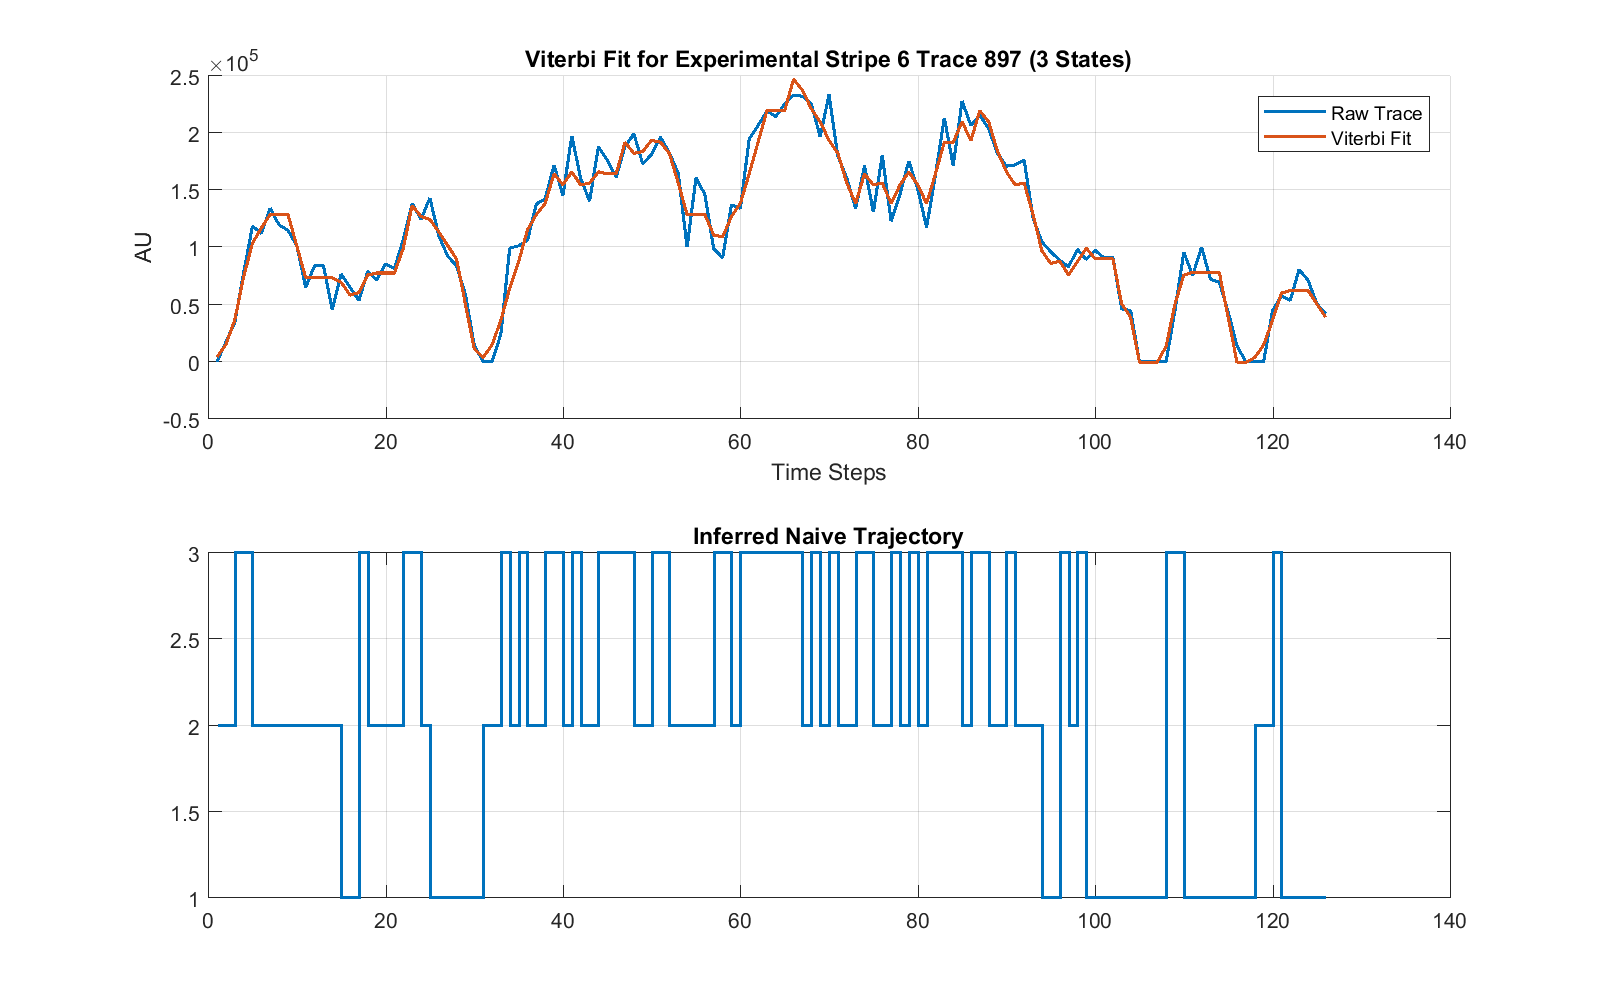 Viterbi Fit for Experimental Stripe 6 Trace 897 (3 States)
×10^5
2.5
2
1.5
1
0.5
0
-0.5
AU
Raw Trace
Viterbi Fit
0 20 40 60 80 100 120 140
Time Steps
Inferred Naive Trajectory
3
2.5
2
1.5
1
0 20 40 60 80 100 120 140